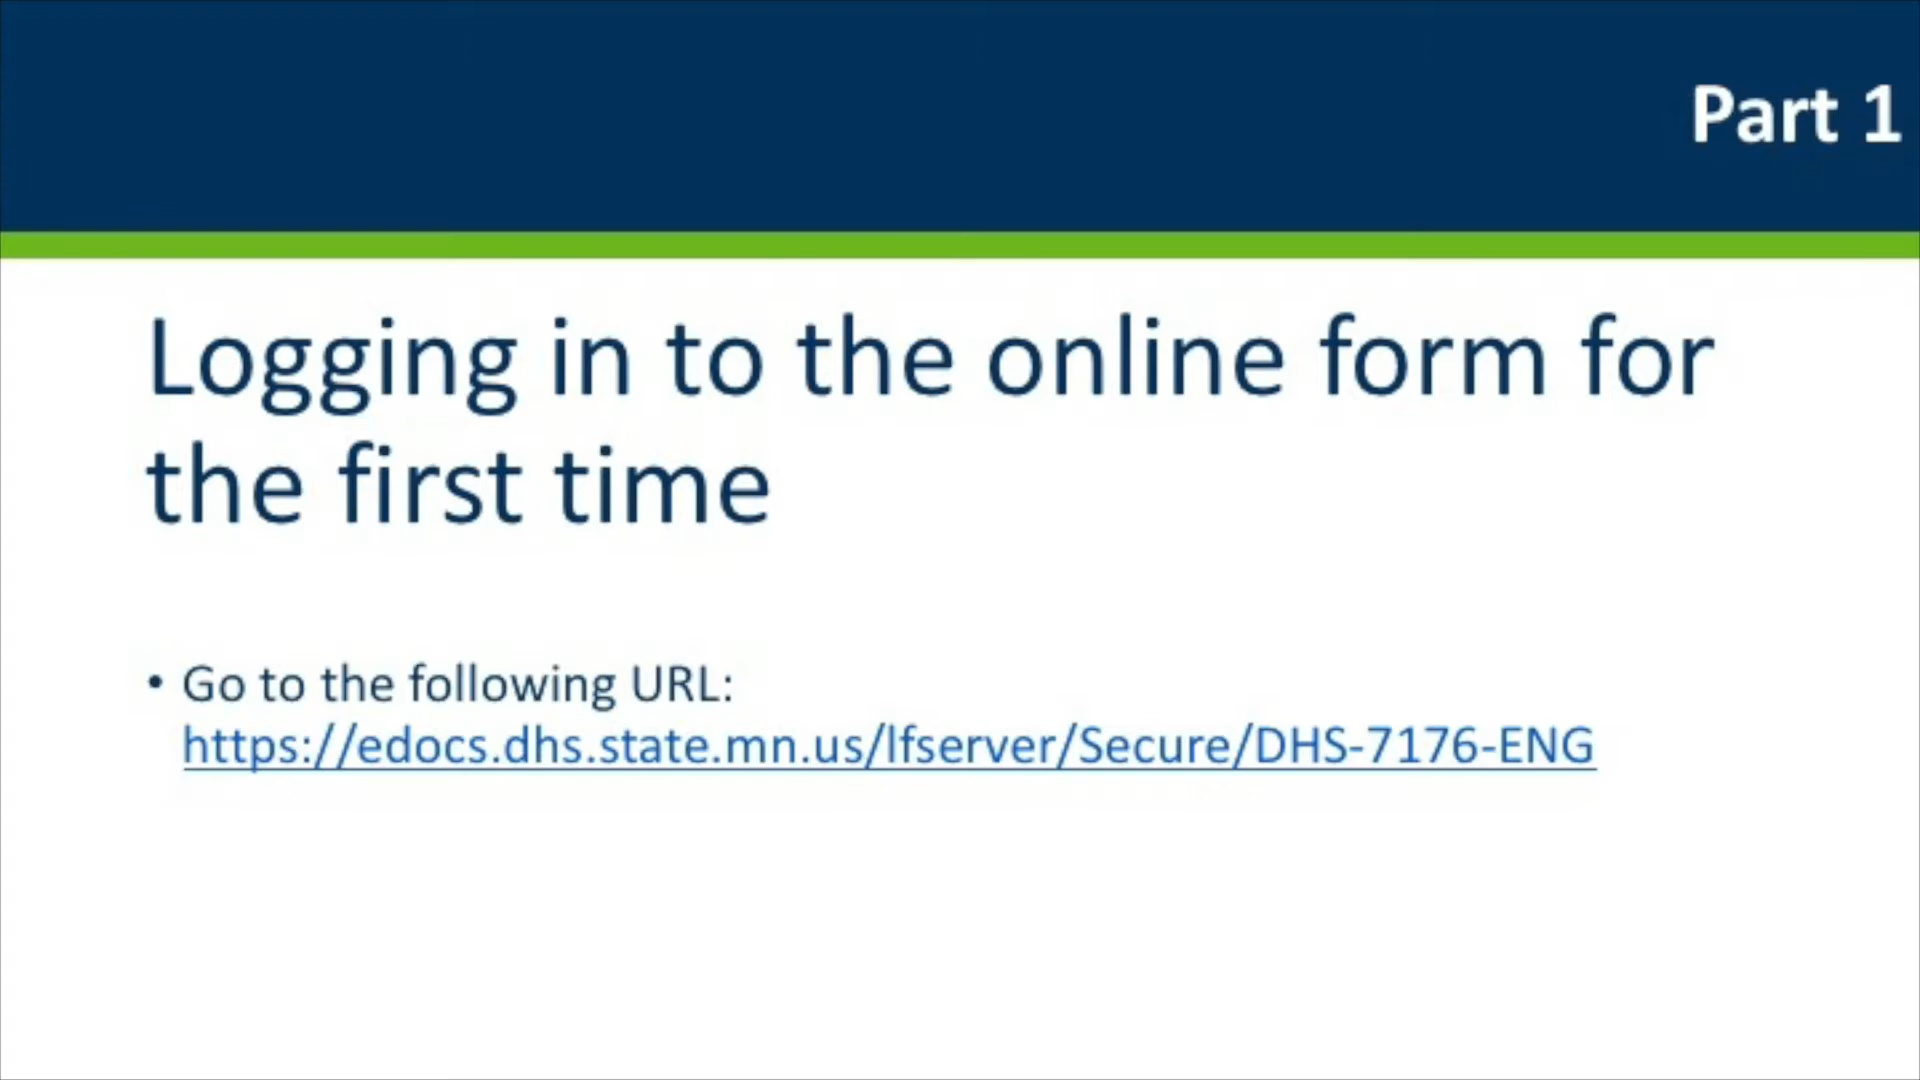 Part 1
Logging in to the online form for
the first time
• Go to the following URL:
https://edocs.dhs.state.mn.us/lfserver/Secure/DHS-7176-ENG